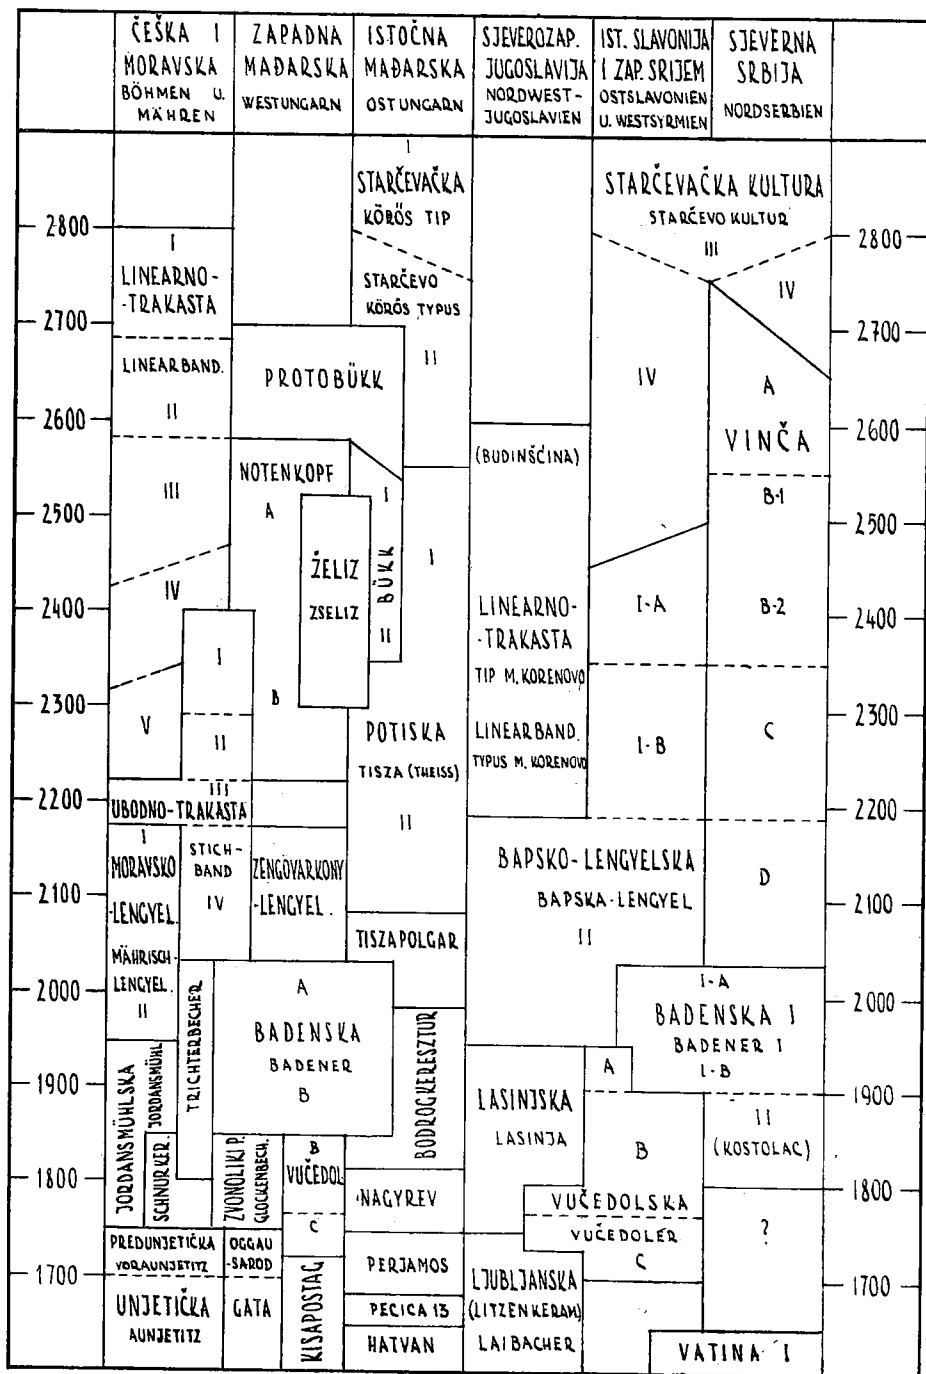 ČEŠKA I
MORAVSKA
BÖHMEN U.
MÄHREN
ZAPADNA
MAĐARSKA
WESTUNGARN
ISTOČNA
MAĐARSKA
OSTUNGARN
SJEVEROZAP.
JUGOSLAVIJA
NORDWEST-
JUGOSLAVIEN
IST. SLAVONIJA
I ZAP. SRIJEM
OSTSLAVONIEN
U. WESTSYRMIEN
SJEVERNA
SRBIJA
NORDSERBIEN
2800
2700
2600
2500
2400
2300
2200
2100
2000
1900
1800
1700
I
LINEARNO-
-TRAKASTA
LINEARBAND.
II
III
IV
V
I
II
III
UBODNO-TRAKASTA
I
MORAVSKO
-LENGYEL.
MÄHRISCH-
LENGYEL.
II
STICH-
BAND
IV
JORDANSMÜHLSKA
JORDANSMÜHL
SCHNURKER.
TRICHTERBECHER
PREDUNJETIČKA
VORAUNJETITZ
UNJETIČKA
AUNJETITZ
PROTOBÜKK
NOTENKOPF
A
ŽELIZ
ZSELIZ
B
ZENGÖVARKONY
-LENGYEL.
A
BADENSKA
BADENER
B
ZVONOLIKI P.
GLOCKENBECH.
B
VUČEDOL
C
OGGAU
-SAROD
GATA
KISAPOSTAG
I
STARČEVAČKA
KÖRÖS TIP
STARČEVO
KÖRÖS TYPUS
II
I
BÜKK
II
I
POTISKA
TISZA (THEISS)
II
TISZAPOLGAR
BODROGKERESZTUR
NAGYREV
PERJAMOS
PECICA 13
HATVAN
(BUDINŠĆINA)
LINEARNO-
-TRAKASTA
TIP M. KORENOVO
LINEARBAND.
TYPUS M. KORENOVO
BAPSKO-LENGYELSKA
BAPSKA-LENGYEL
II
LASINJSKA
LASINJA
LJUBLJANSKA
(LITZENKERAM)
LAIBACHER
STARČEVAČKA KULTURA
STARČEVO KULTUR
III
IV
I-A
I-B
I-A
BADENSKA I
BADENER I
I-B
A
B
VUČEDOLSKA
VUČEDOLER
C
IV
A
VINČA
B-1
B-2
C
D
II
(KOSTOLAC)
?
VATINA I
2800
2700
2600
2500
2400
2300
2200
2100
2000
1900
1800
1700